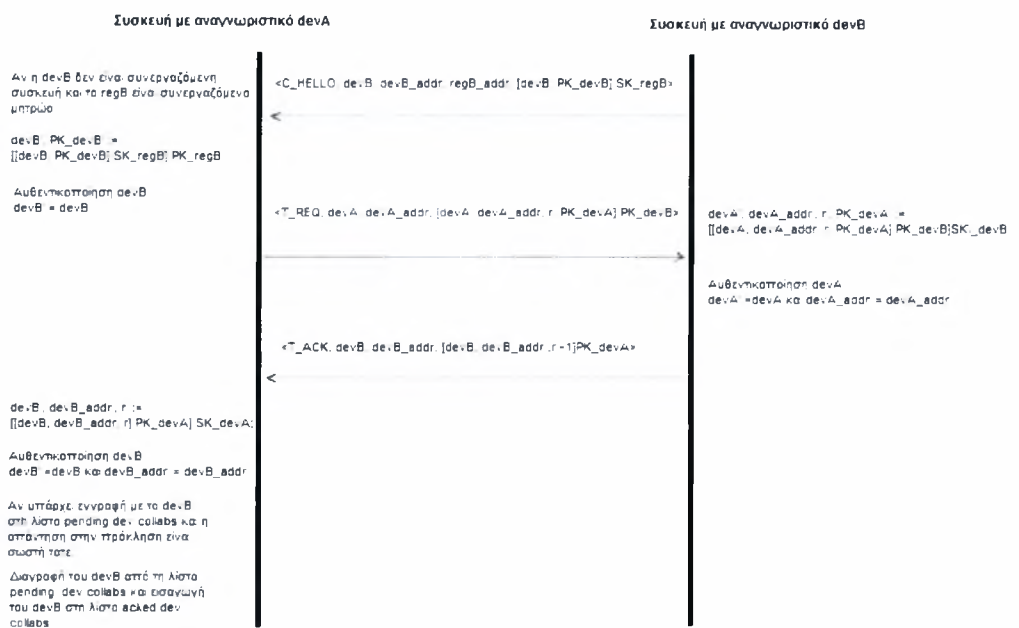 Συσκευή με αναγνωριστικό devA
Συσκευή με αναγνωριστικό devB
Αν η devB δεν είναι συνεργαζόμενη
συσκευή και το regB είναι συνεργαζόμενο
μητρώο
<C_HELLO, devB, devB_addr, regB_addr, [devB, PK_devB] SK_regB>
devB', PK_devB' :=
[[devB, PK_devB] SK_regB] PK_regB
Αυθεντικοποίηση devB
devB' = devB
<T_REQ, devA, devA_addr, [devA, devA_addr, r, PK_devA] PK_devB>
devA', devA_addr', r', PK_devA' :=
[[devA, devA_addr, r, PK_devA] PK_devB]SK_devB
Αυθεντικοποίηση devA
devA' =devA και devA_addr' = devA_addr
<T_ACK, devB, devB_addr, [devB, devB_addr, r-1]PK_devA>
devB', devB_addr', r' :=
[[devB, devB_addr, r] PK_devA] SK_devA;
Αυθεντικοποίηση devB
devB' =devB και devB_addr' = devB_addr
Αν υπάρχει εγγραφή με το devB
στη λίστα pending dev collabs και η
απάντηση στην πρόκληση είναι
σωστή τότε
Διαγραφή του devB από τη λίστα
pending dev collabs και εισαγωγή
του devB στη λίστα acked dev
collabs